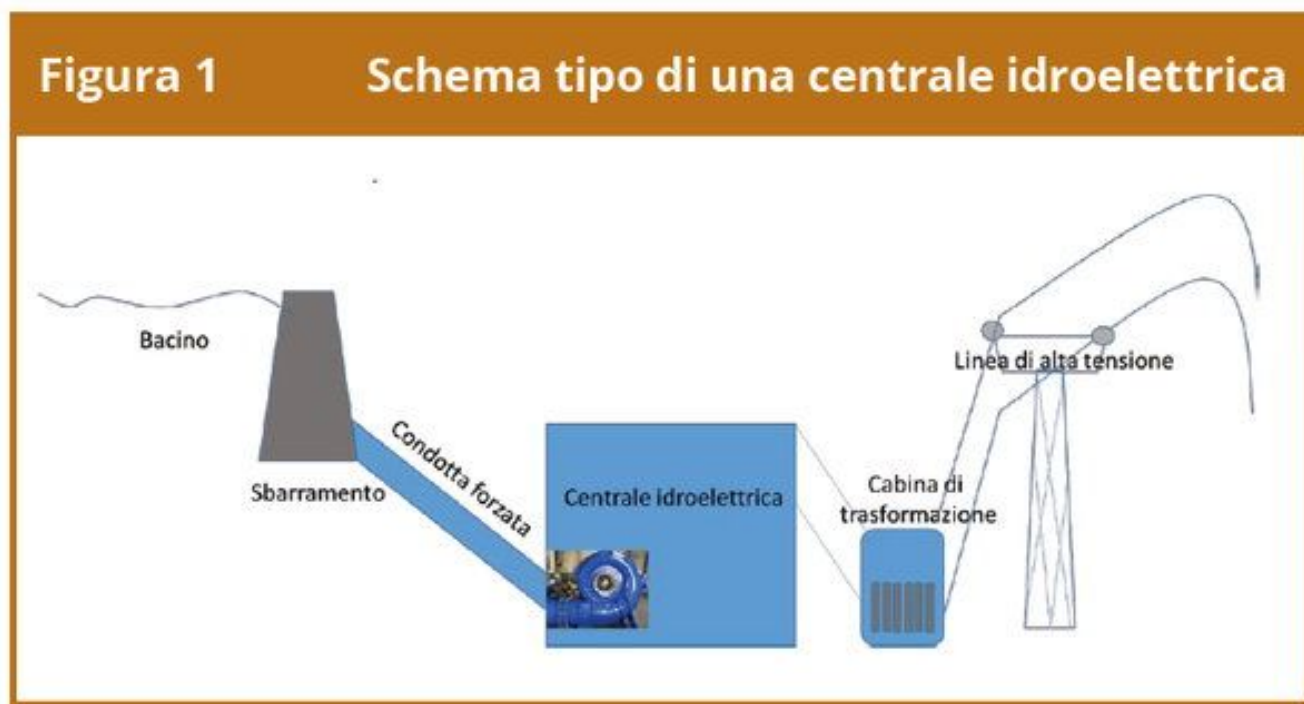 Figura 1 Schema tipo di una centrale idroelettrica
Bacino
Sbarramento
Condotta forzata
Centrale idroelettrica
Cabina di
trasformazione
Linea di alta tensione